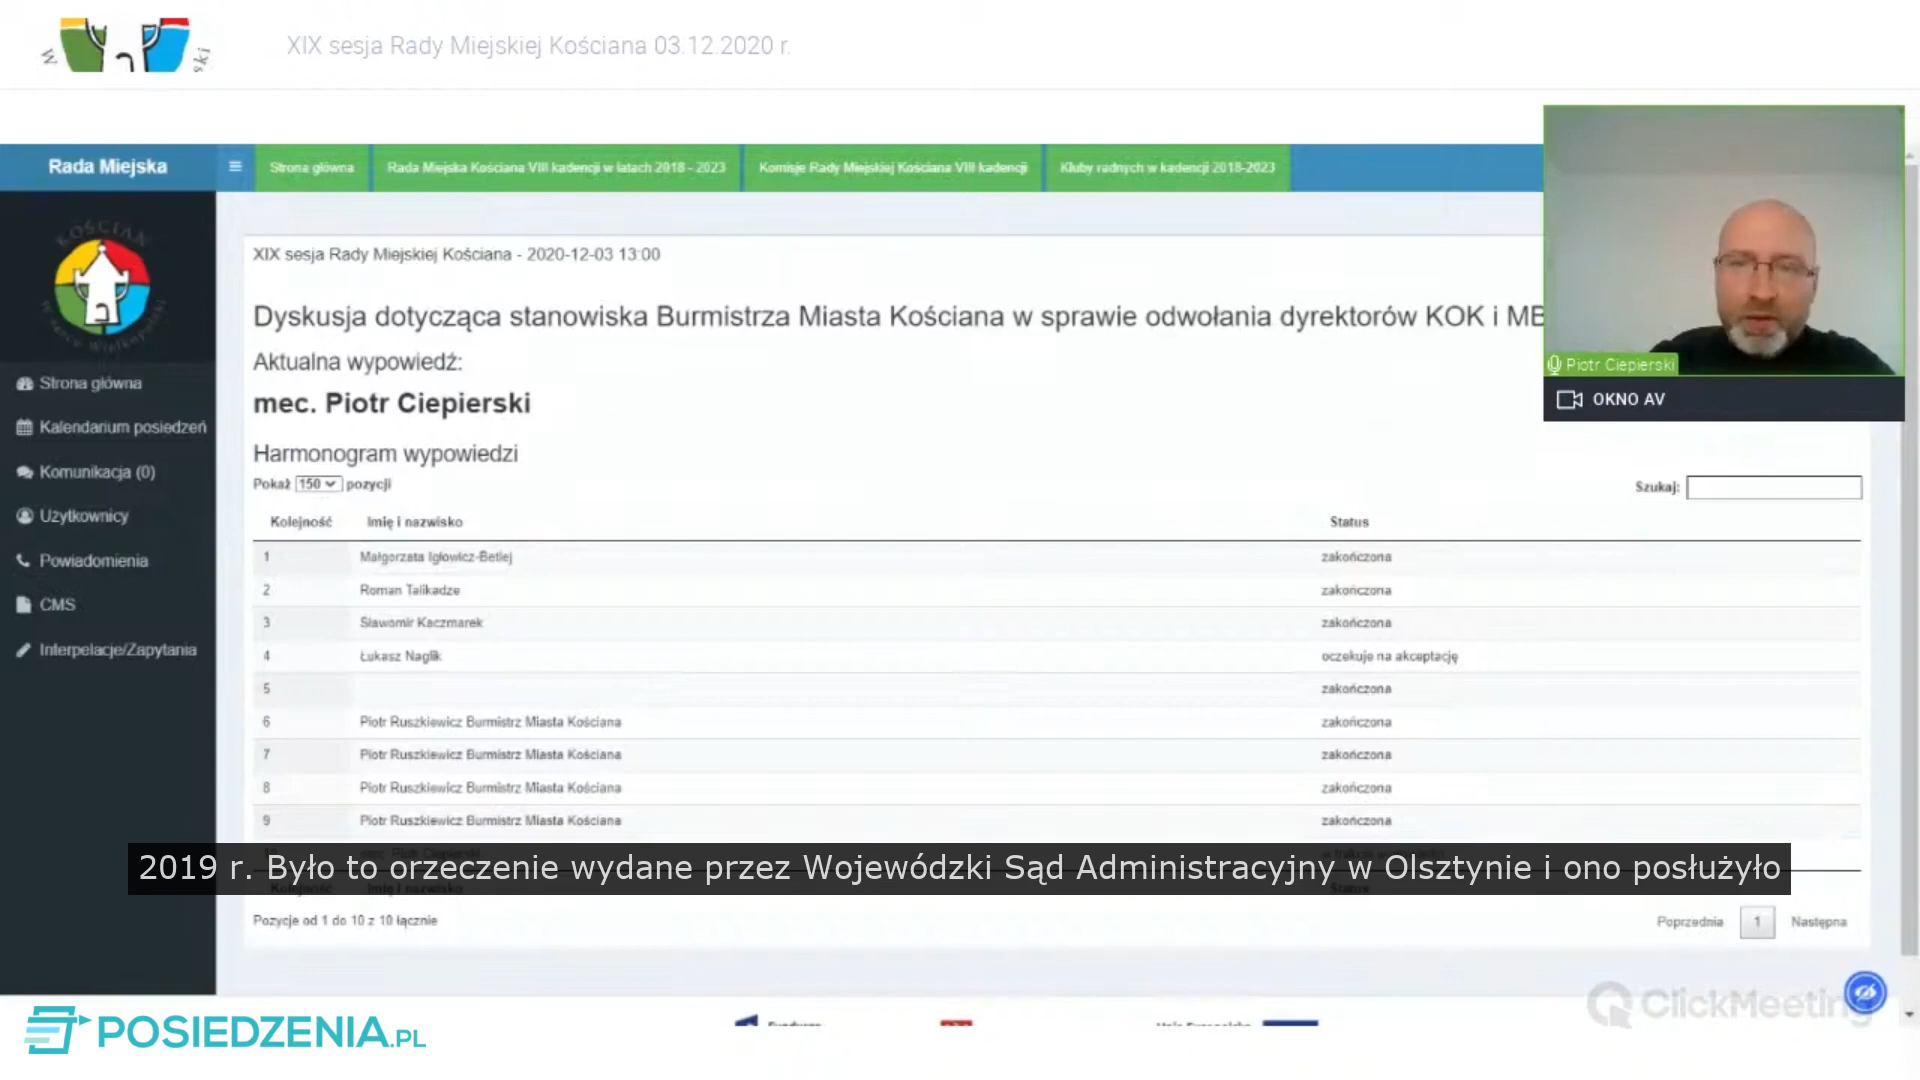 XIX sesja Rady Miejskiej Kościana 03.12.2020 r.
Rada Miejska
Strona główna
Rada Miejska Kościana VIII kadencji w latach 2018 - 2023
Komisje Rady Miejskiej Kościana VIII kadencji
Kluby radnych w kadencji 2018-2023
KOŚCIAN
Strona główna
Kalendarium posiedzeń
Komunikacja (0)
Użytkownicy
Powiadomienia
CMS
Interpelacje/Zapytania
XIX sesja Rady Miejskiej Kościana - 2020-12-03 13:00
Dyskusja dotycząca stanowiska Burmistrza Miasta Kościana w sprawie odwołania dyrektorów KOK i MB
Aktualna wypowiedź:
mec. Piotr Ciepierski
Harmonogram wypowiedzi
Pokaż 150 pozycji
Szukaj:
Piotr Ciepierski
OKNO AV
Kolejność Imię i nazwisko Status
1 Małgorzata Igłowicz-Betlej zakończona
2 Roman Talikadze zakończona
3 Sławomir Kaczmarek zakończona
4 Łukasz Naglik oczekuje na akceptację
5 zakończona
6 Piotr Ruszkiewicz Burmistrz Miasta Kościana zakończona
7 Piotr Ruszkiewicz Burmistrz Miasta Kościana zakończona
8 Piotr Ruszkiewicz Burmistrz Miasta Kościana zakończona
9 Piotr Ruszkiewicz Burmistrz Miasta Kościana zakończona
2019 r. Było to orzeczenie wydane przez Wojewódzki Sąd Administracyjny w Olsztynie i ono posłużyło
Kolejność Imię i nazwisko Status
Pozycje od 1 do 10 z 10 łącznie
Poprzednia 1 Następna
ClickMeeting
POSIEDZENIA.PL